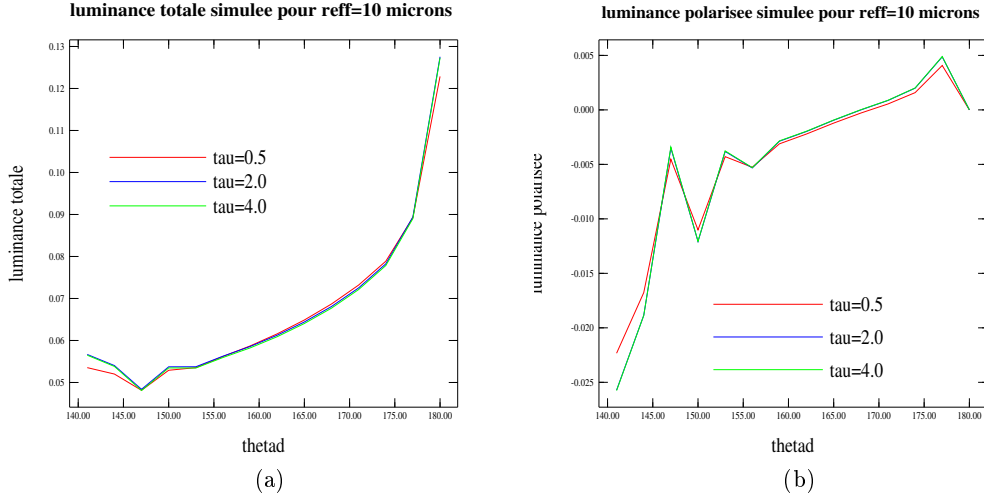 luminance totale simulee pour reff=10 microns
0.13
0.12
0.11
0.10
0.09
0.08
0.07
0.06
0.05
luminance totale
tau=0.5
tau=2.0
tau=4.0
140.00 145.00 150.00 155.00 160.00 165.00 170.00 175.00 180.00
thetad
(a)
luminance polarisee simulee pour reff=10 microns
0.005
0.000
-0.005
-0.010
-0.015
-0.020
-0.025
luminance polarisee
tau=0.5
tau=2.0
tau=4.0
140.00 145.00 150.00 155.00 160.00 165.00 170.00 175.00 180.00
thetad
(b)